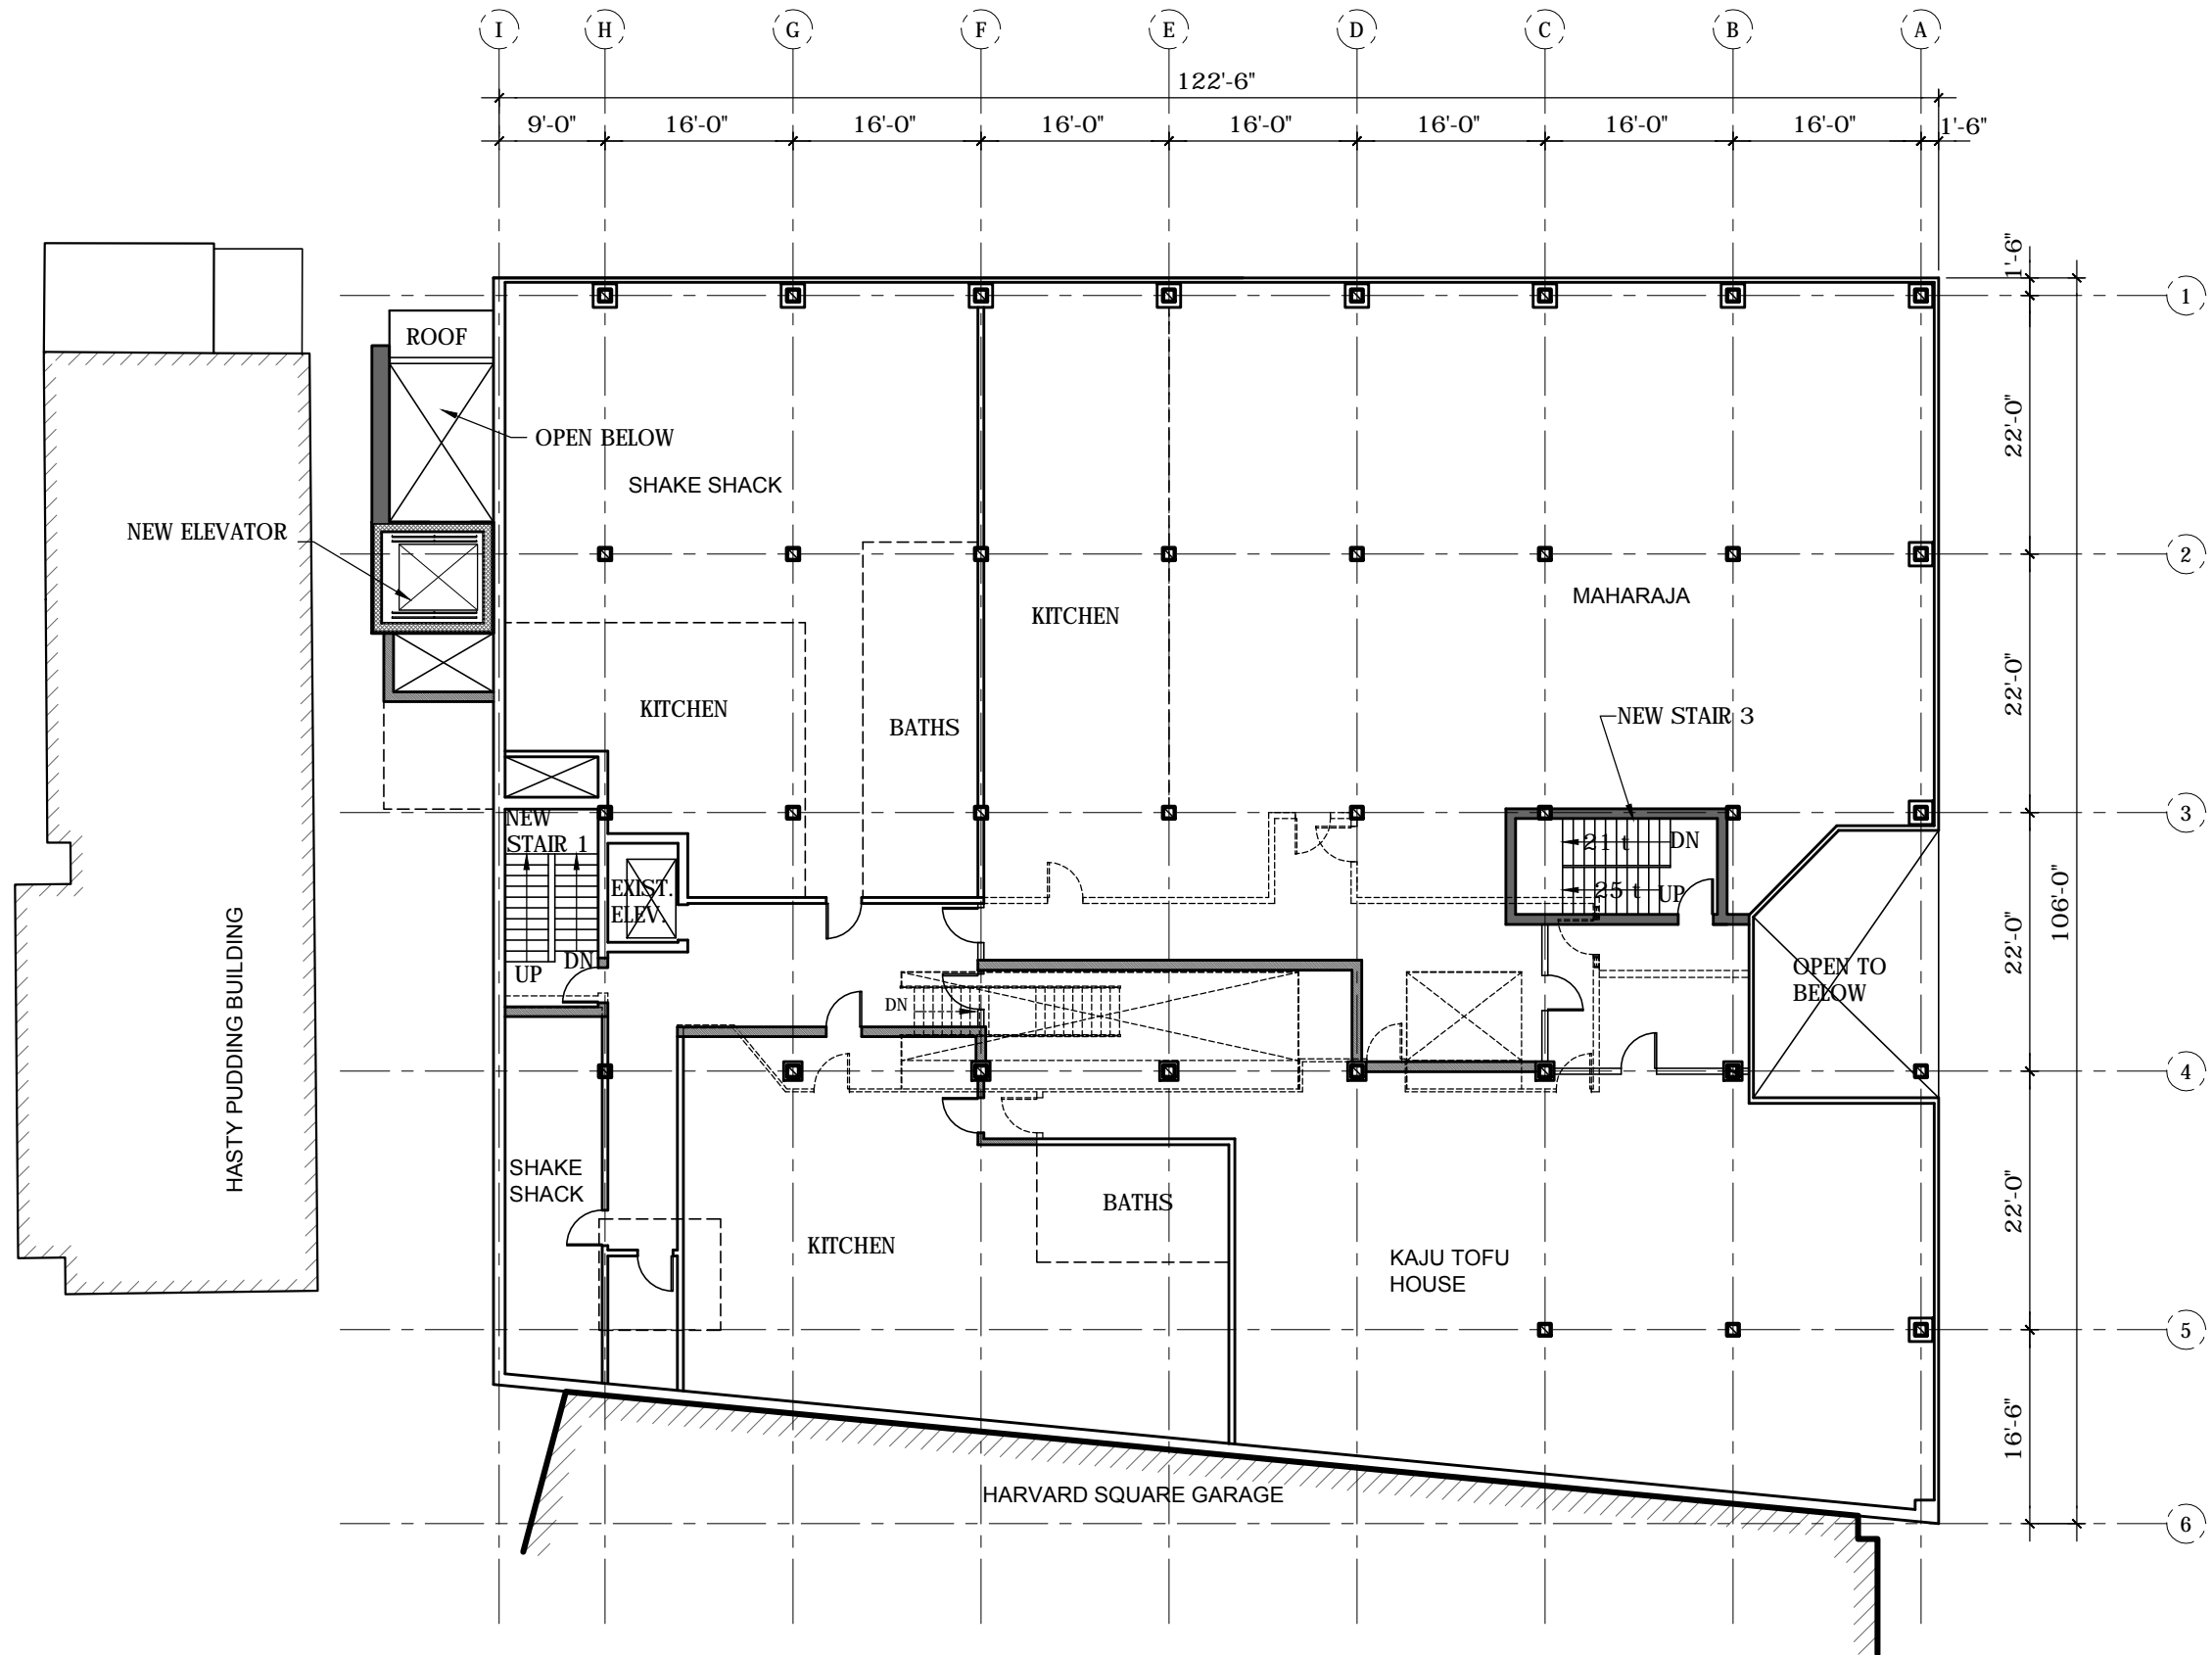 I H G F E D C B A
122'-6"
9'-0" 16'-0" 16'-0" 16'-0" 16'-0" 16'-0" 16'-0" 16'-0" 1'-6"
1'-6"
1
ROOF
22'-0"
OPEN BELOW
SHAKE SHACK
NEW ELEVATOR
2
MAHARAJA
KITCHEN
22'-0"
KITCHEN
BATHS
NEW STAIR 3
3
NEW
STAIR 1
21 t DN
EXIST.
ELEV.
25 t UP
22'-0"
106'-0"
UP DN
OPEN TO
BELOW
DN
4
HASTY PUDDING BUILDING
SHAKE
SHACK
BATHS
22'-0"
KITCHEN
KAJU TOFU
HOUSE
5
16'-6"
HARVARD SQUARE GARAGE
6